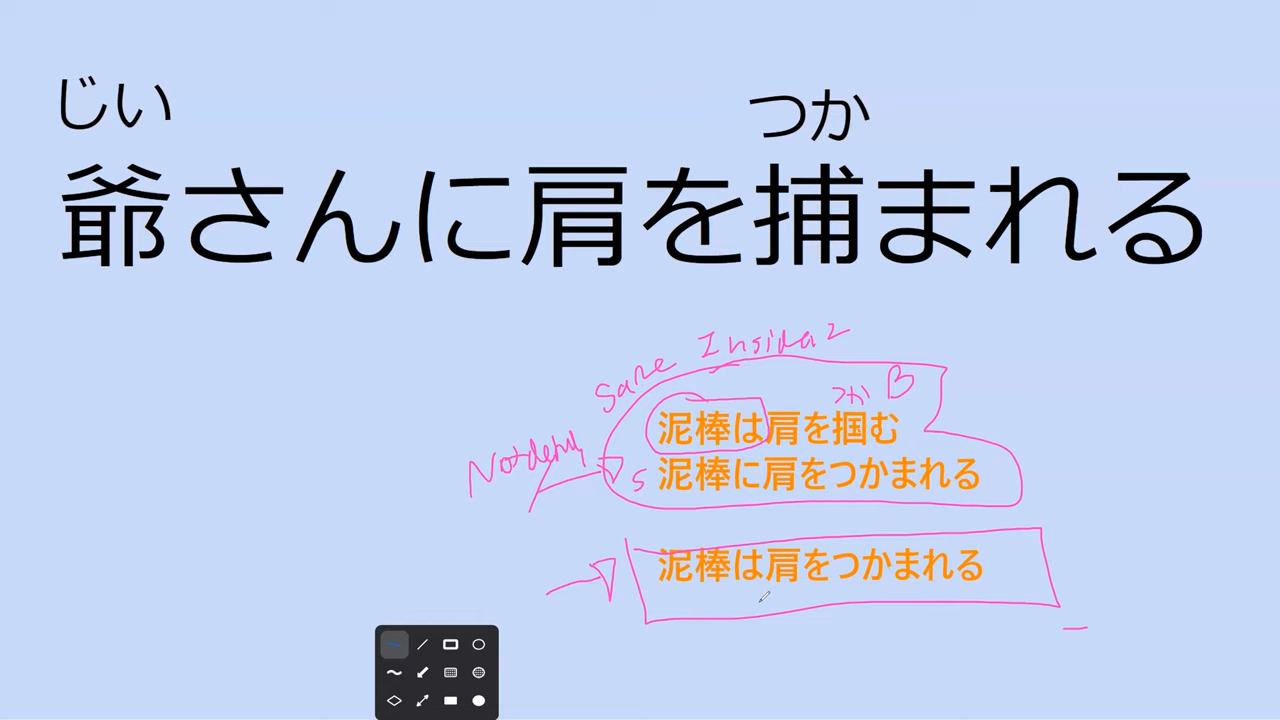 じい つか
爺さんに肩を捕まれる
Same Insida2
つか B
泥棒は肩を掴む
S 泥棒に肩をつかまれる
泥棒は肩をつかまれる